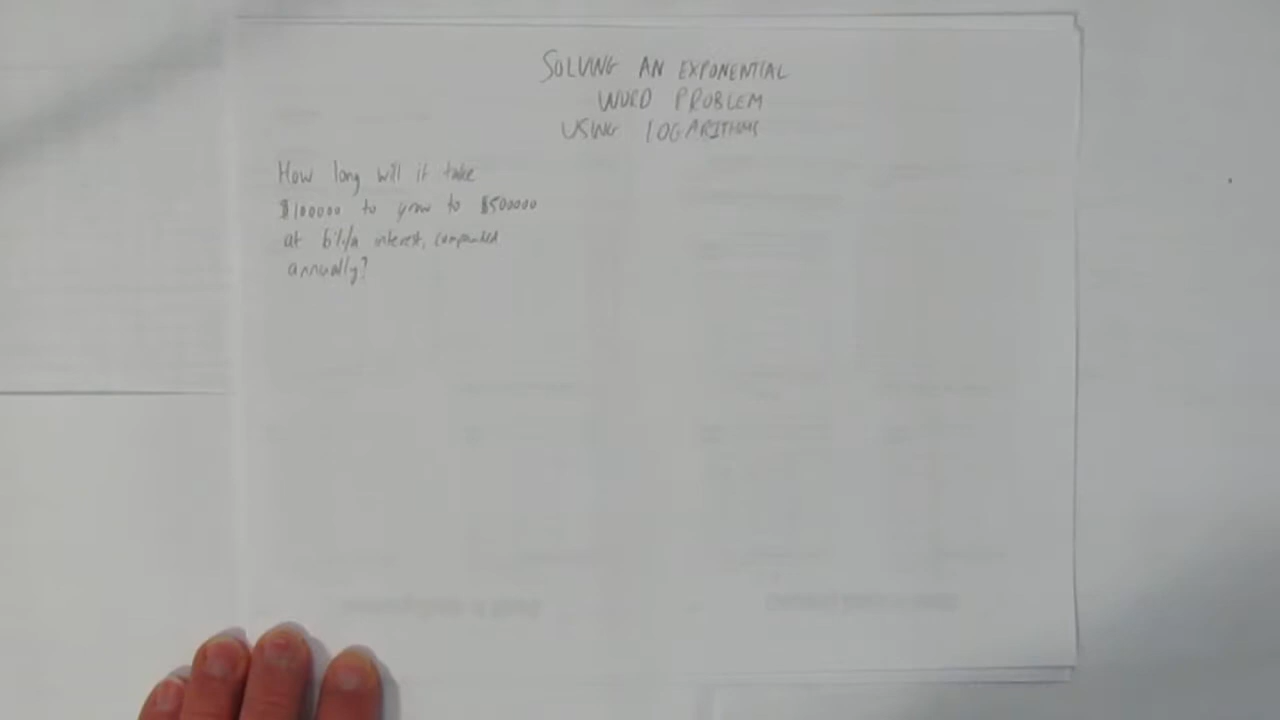 SOLVING AN EXPONENTIAL
WORD PROBLEM
USING LOGARITHMS
How long will it take
$100000 to grow to $500000
at 6%/a interest, compounded
annually?